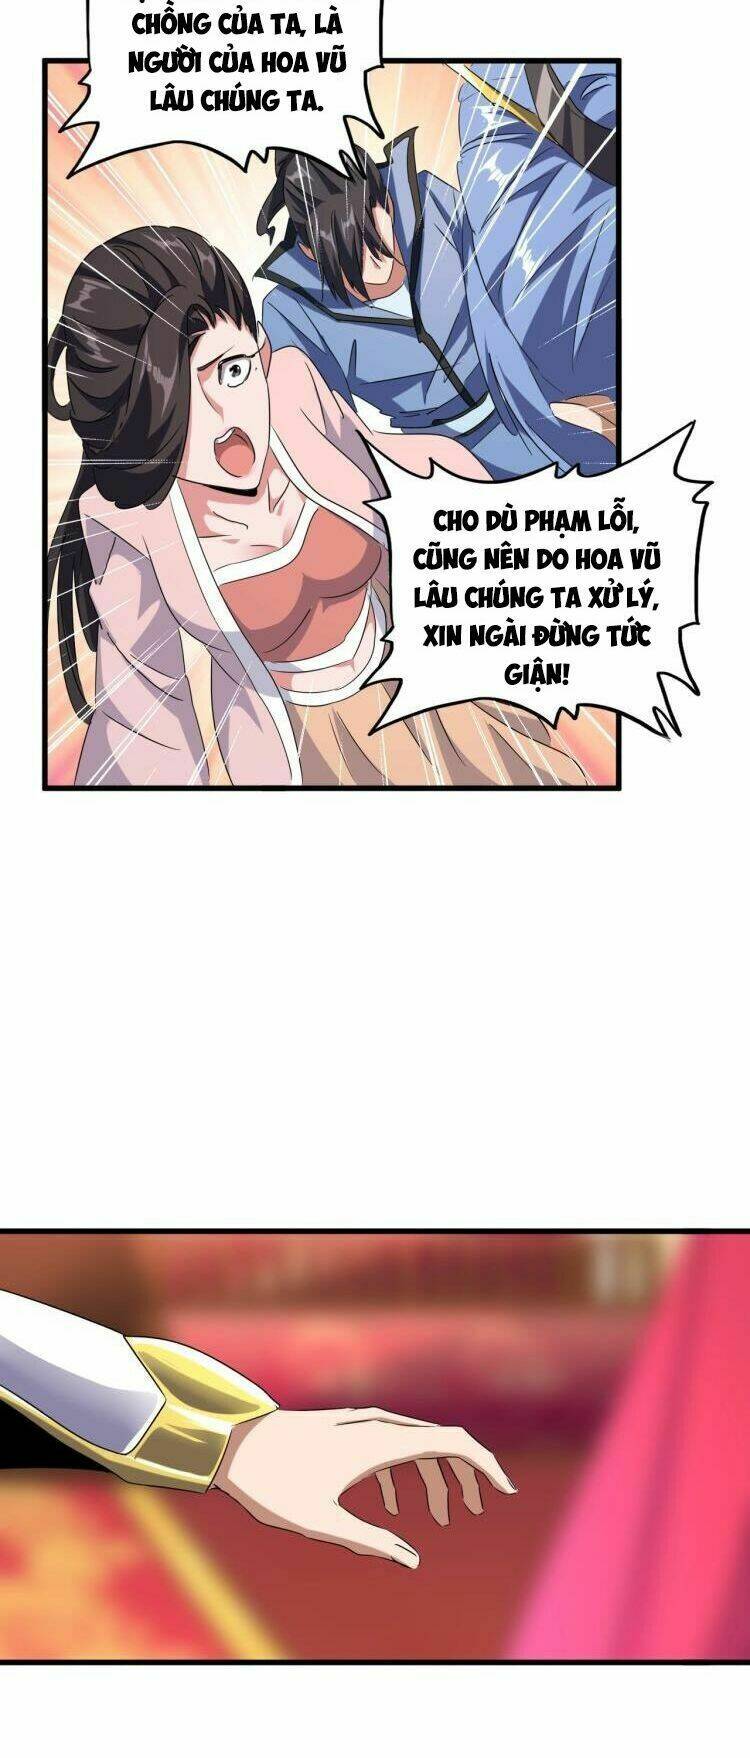 CHỒNG CỦA TA, LÀ
NGƯỜI CỦA HOA VŨ
LÂU CHÚNG TA.
CHO DÙ PHẠM LỖI,
CŨNG NÊN DO HOA VŨ
LÂU CHÚNG TA XỬ LÝ,
XIN NGÀI ĐỪNG TỨC
GIẬN!